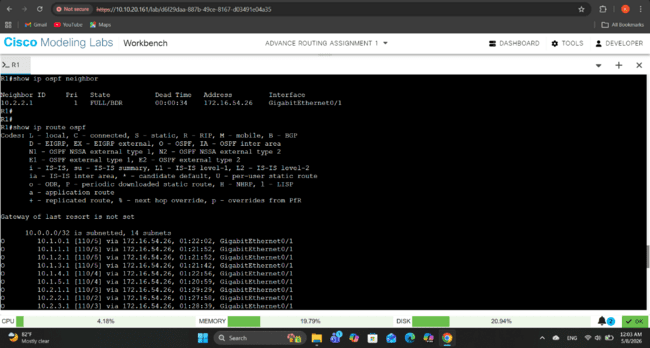 Not secure https://10.10.20.161/lab/d6f29daa-887b-49ce-8167-d03491e04a35
Gmail YouTube Maps All Bookmarks
Cisco Modeling Labs Workbench ADVANCE ROUTING ASSIGNMENT 1 DASHBOARD TOOLS DEVELOPER
R1
R1#show ip ospf neighbor
Neighbor ID Pri State Dead Time Address Interface
10.2.2.1 1 FULL/BDR 00:00:34 172.16.54.26 GigabitEthernet0/1
R1#
R1#
R1#show ip route ospf
Codes: L - local, C - connected, S - static, R - RIP, M - mobile, B - BGP
D - EIGRP, EX - EIGRP external, O - OSPF, IA - OSPF inter area
N1 - OSPF NSSA external type 1, N2 - OSPF NSSA external type 2
E1 - OSPF external type 1, E2 - OSPF external type 2
i - IS-IS, su - IS-IS summary, L1 - IS-IS level-1, L2 - IS-IS level-2
ia - IS-IS inter area, * - candidate default, U - per-user static route
o - ODR, P - periodic downloaded static route, H - NHRP, l - LISP
a - application route
+ - replicated route, % - next hop override, p - overrides from PfR
Gateway of last resort is not set
10.0.0.0/32 is subnetted, 14 subnets
O 10.1.0.1 [110/5] via 172.16.54.26, 01:22:02, GigabitEthernet0/1
O 10.1.1.1 [110/5] via 172.16.54.26, 01:21:52, GigabitEthernet0/1
O 10.1.2.1 [110/5] via 172.16.54.26, 01:21:52, GigabitEthernet0/1
O 10.1.3.1 [110/5] via 172.16.54.26, 01:21:42, GigabitEthernet0/1
O 10.1.4.1 [110/4] via 172.16.54.26, 01:22:56, GigabitEthernet0/1
O 10.1.5.1 [110/4] via 172.16.54.26, 01:20:59, GigabitEthernet0/1
O 10.2.1.1 [110/3] via 172.16.54.26, 01:29:29, GigabitEthernet0/1
O 10.2.2.1 [110/2] via 172.16.54.26, 01:27:58, GigabitEthernet0/1
O 10.2.3.1 [110/3] via 172.16.54.26, 01:28:39, GigabitEthernet0/1
CPU 4.18% MEMORY 19.79% DISK 20.94% 2 OK
82°F
Mostly clear
Search
ENG
12:03 AM
5/8/2026